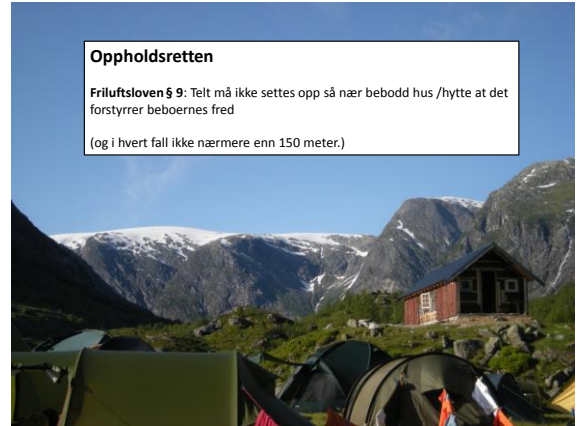 Oppholdsretten
Friluftsloven § 9: Telt må ikke settes opp så nær bebodd hus /hytte at det
forstyrrer beboernes fred
(og i hvert fall ikke nærmere enn 150 meter.)